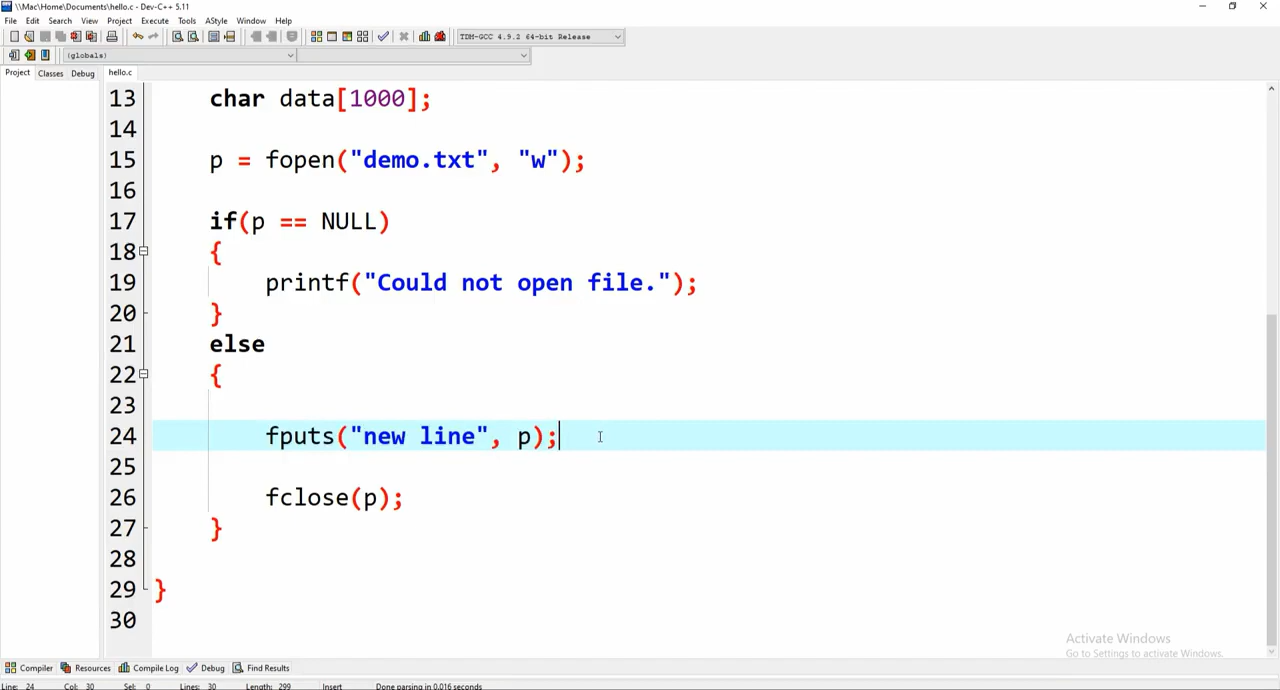 \\Mac\Home\Documents\hello.c - Dev-C++ 5.11
File Edit Search View Project Execute Tools AStyle Window Help
TDM-GCC 4.9.2 64-bit Release
(globals)
Project Classes Debug hello.c
13 char data[1000];
14
15 p = fopen("demo.txt", "w");
16
17 if(p == NULL)
18 {
19 printf("Could not open file.");
20 }
21 else
22 {
23
24 fputs("new line", p);
25
26 fclose(p);
27 }
28
29 }
30
Activate Windows
Go to Settings to activate Windows.
Compiler Resources Compile Log Debug Find Results
Line: 24 Col: 30 Sel: 0 Lines: 30 Length: 299 Insert Done parsing in 0.016 seconds